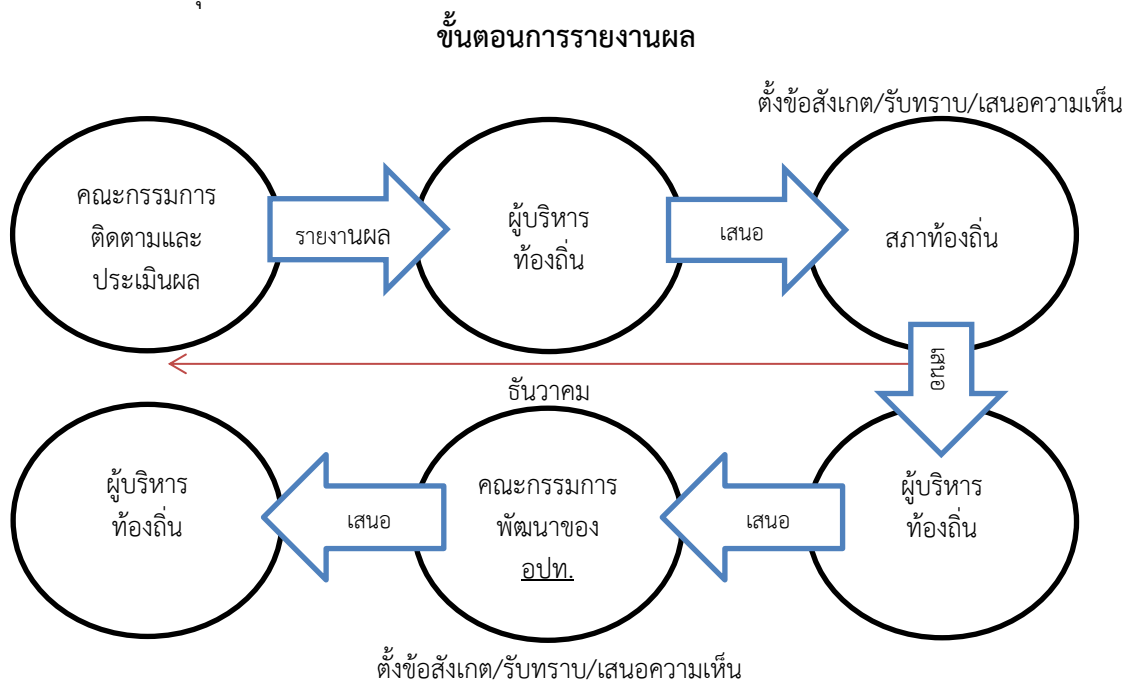 ขั้นตอนการรายงานผล
ตั้งข้อสังเกต/รับทราบ/เสนอความเห็น
คณะกรรมการ
ติดตามและ
ประเมินผล
รายงานผล
ผู้บริหาร
ท้องถิ่น
เสนอ
สภาท้องถิ่น
เสนอ
ธันวาคม
ผู้บริหาร
ท้องถิ่น
เสนอ
คณะกรรมการ
พัฒนาของ
อปท.
เสนอ
ผู้บริหาร
ท้องถิ่น
ตั้งข้อสังเกต/รับทราบ/เสนอความเห็น